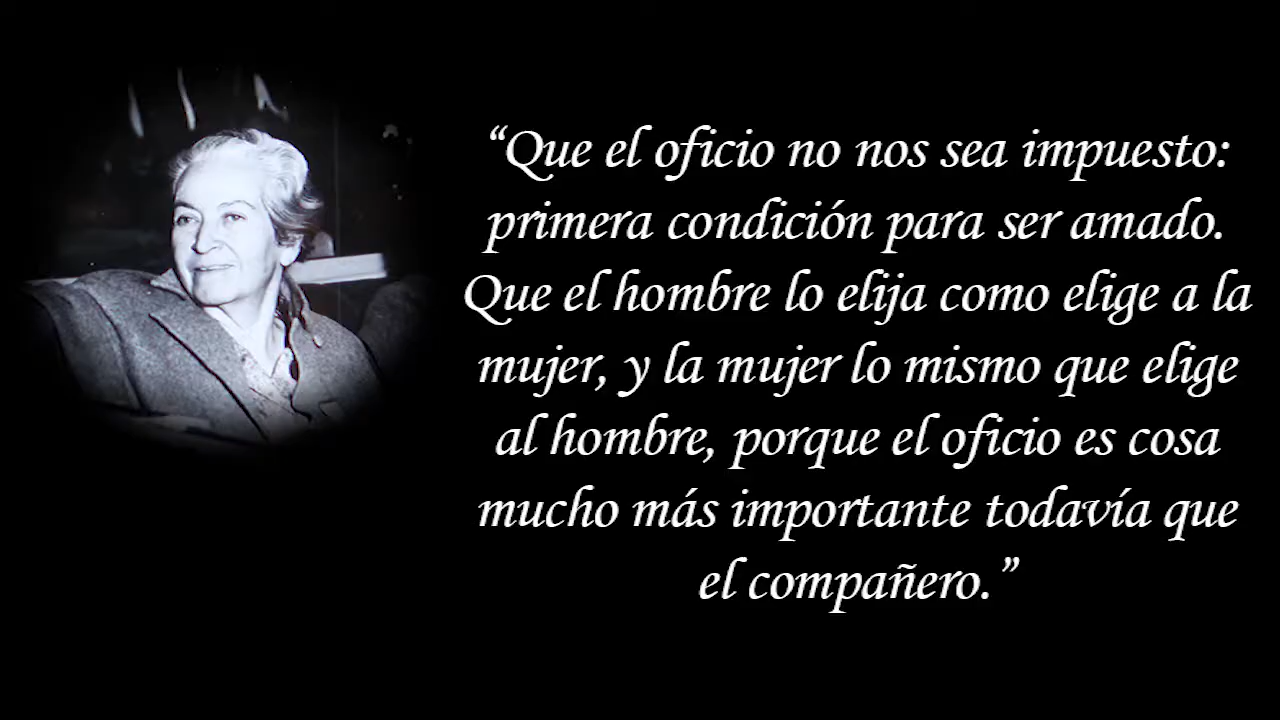 “Que el oficio no nos sea impuesto:
primera condición para ser amado.
Que el hombre lo elija como elige a la
mujer, y la mujer lo mismo que elige
al hombre, porque el oficio es cosa
mucho más importante todavía que
el compañero.”